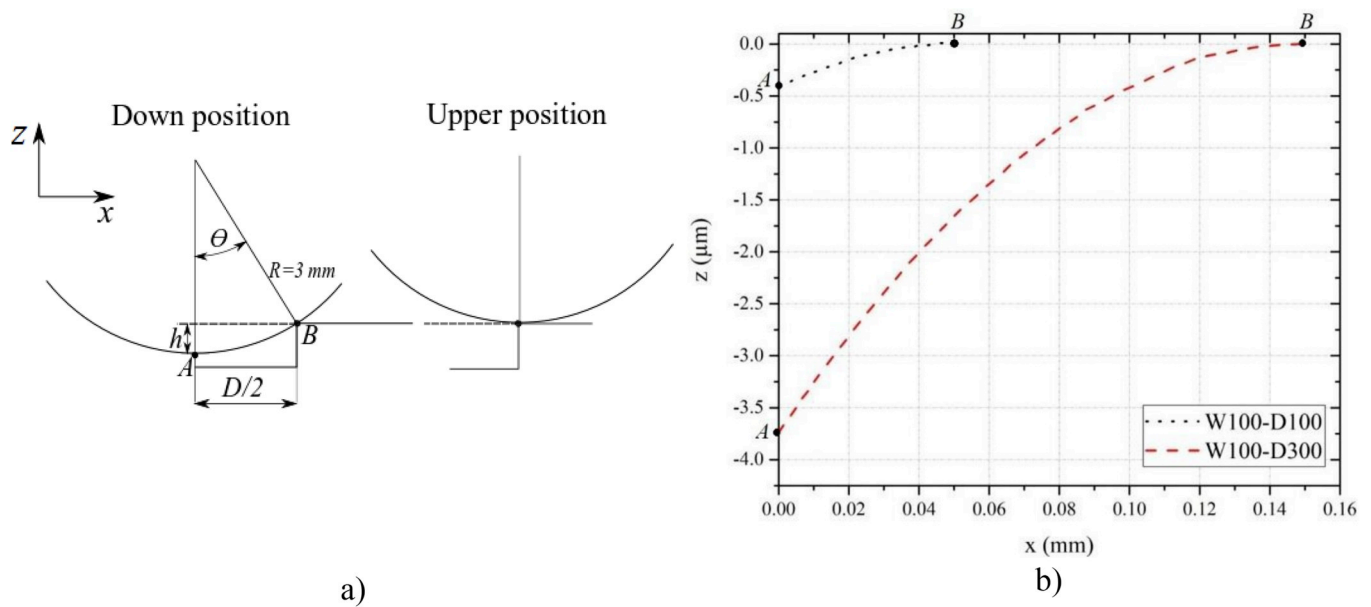 Down position
Upper position
z
x
Θ
R=3 mm
h
B
A
D/2
a)
B
B
A
A
0.0
-0.5
-1.0
-1.5
-2.0
-2.5
-3.0
-3.5
-4.0
z (μm)
W100-D100
W100-D300
0.00 0.02 0.04 0.06 0.08 0.10 0.12 0.14 0.16
x (mm)
b)